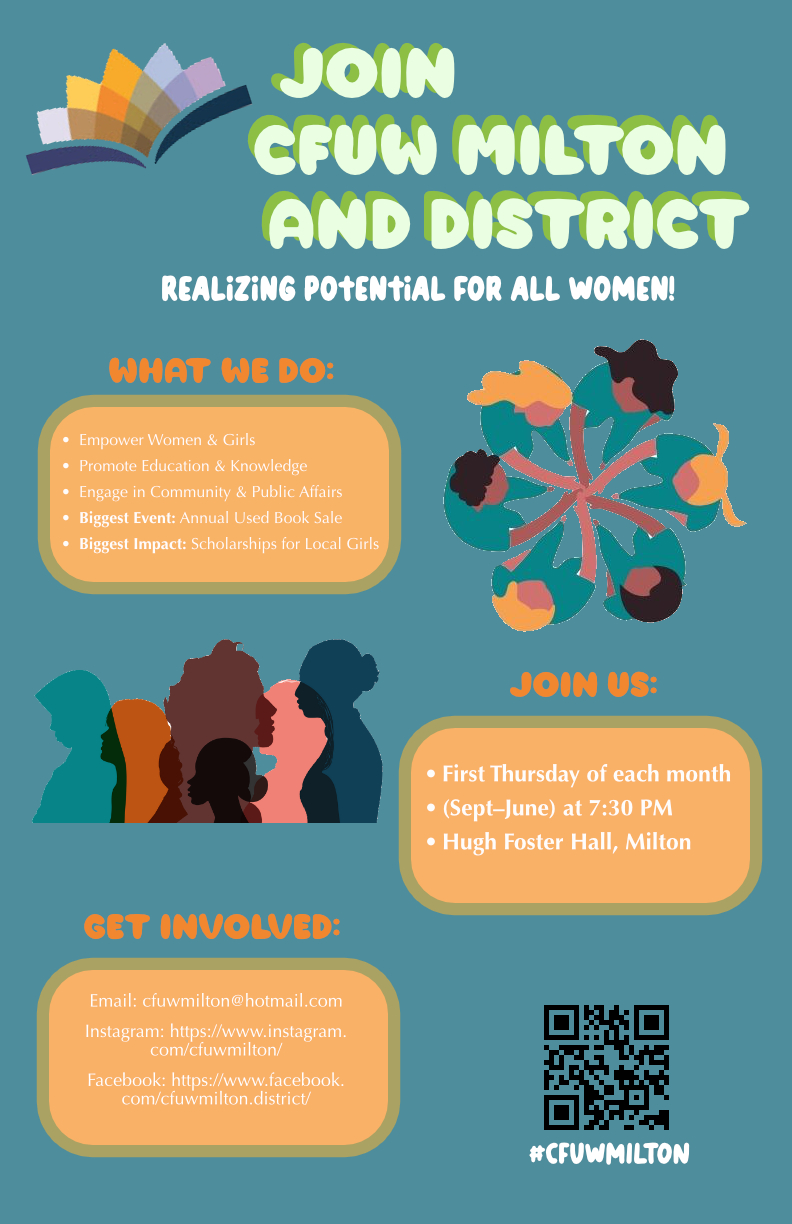 JOIN
CFUW MILTON
AND DISTRICT
REALIZING POTENTIAL FOR ALL WOMEN!
WHAT WE DO:
• Empower Women & Girls
• Promote Education & Knowledge
• Engage in Community & Public Affairs
• Biggest Event: Annual Used Book Sale
• Biggest Impact: Scholarships for Local Girls
JOIN US:
• First Thursday of each month
• (Sept–June) at 7:30 PM
• Hugh Foster Hall, Milton
GET INVOLVED:
Email: cfuwmilton@hotmail.com
Instagram: https://www.instagram.
com/cfuwmilton/
Facebook: https://www.facebook.
com/cfuwmilton.district/
#CFUWMILTON